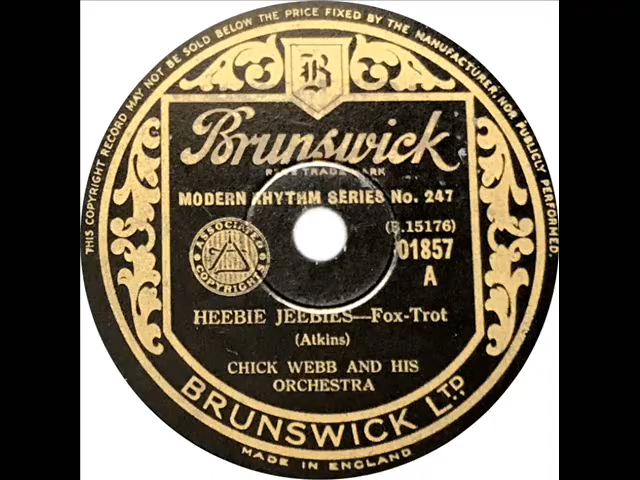 THIS COPYRIGHT RECORD MAY NOT BE SOLD BELOW THE PRICE FIXED BY THE MANUFACTURER, NOR PUBLICLY PERFORMED.
B
Brunswick
REGD TRADE MARK
MODERN RHYTHM SERIES No. 247
(B.15176)
01857
A
ASSOCIATED COPYRIGHTS
HEEBIE JEEBIES—Fox-Trot
(Atkins)
CHICK WEBB AND HIS
ORCHESTRA
BRUNSWICK LTD.
MADE IN ENGLAND